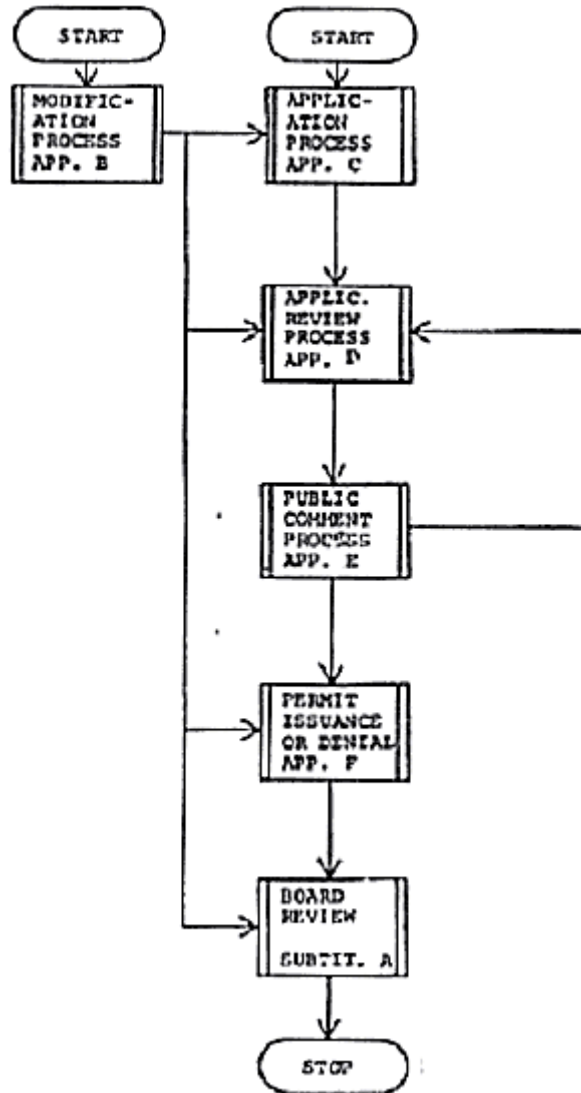 START
START
MODIFIC-
ATION
PROCESS
APP. B
APPLIC-
ATION
PROCESS
APP. C
APPLIC.
REVIEW
PROCESS
APP. D
PUBLIC
COMMENT
PROCESS
APP. E
PERMIT
ISSUANCE
OR DENIAL
APP. F
BOARD
REVIEW
SUBTIT. A
STOP